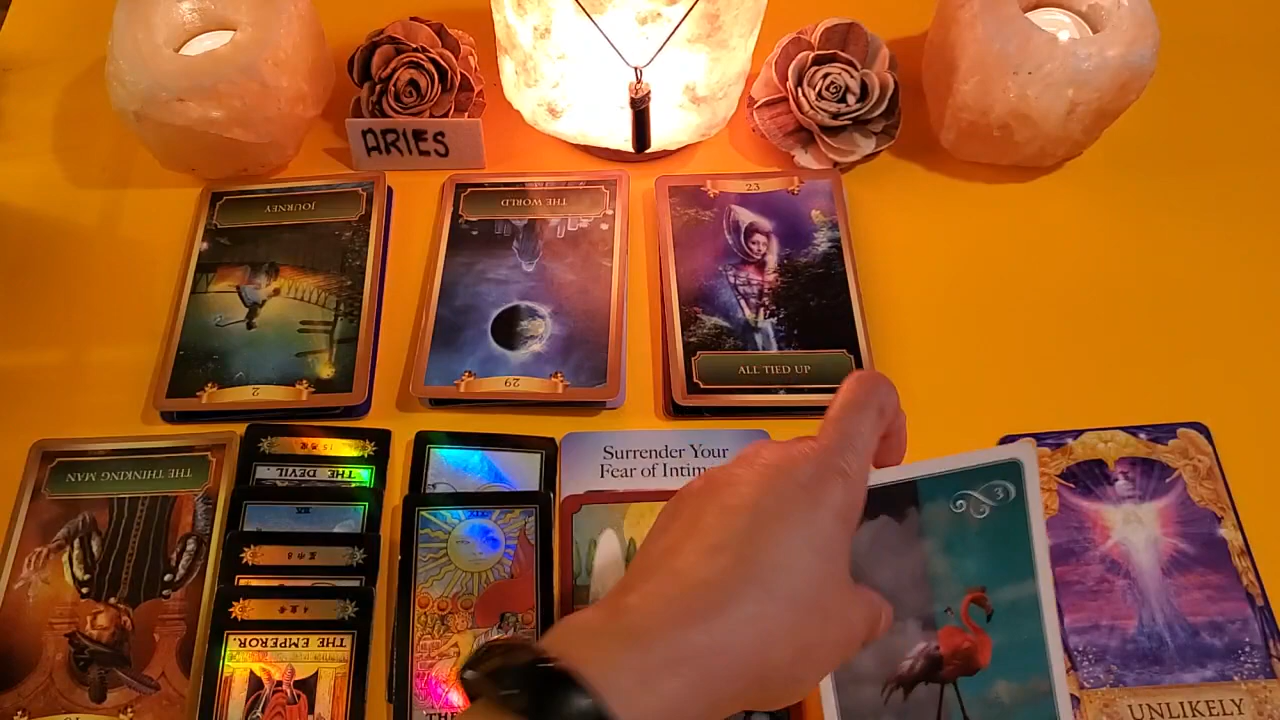 ARIES
JOURNEY
2
THE WORLD
29
23
ALL TIED UP
THE THINKING MAN
THE DEVIL.
THE EMPEROR.
Surrender Your
Fear of
3
THE
UNLIKELY